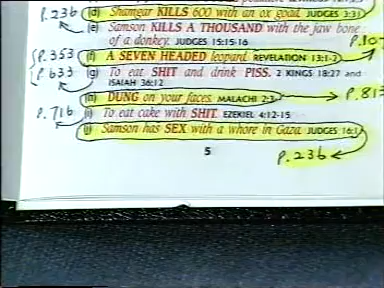 P.236
(d) Shamgar KILLS 600 with an ox goad. JUDGES 3:31
(e) Samson KILLS A THOUSAND with the jaw bone
of a donkey. JUDGES 15:15-16
P.353
(f) A SEVEN HEADED leopard. REVELATION 13:1-2
P.633
(g) To eat SHIT and drink PISS. 2 KINGS 18:27 and
ISAIAH 36:12
(h) DUNG on your faces. MALACHI 2:3
P.813
P.716
(i) To eat cake with SHIT. EZEKIEL 4:12-15
(j) Samson has SEX with a whore in Gaza. JUDGES 16:1
5
P.236